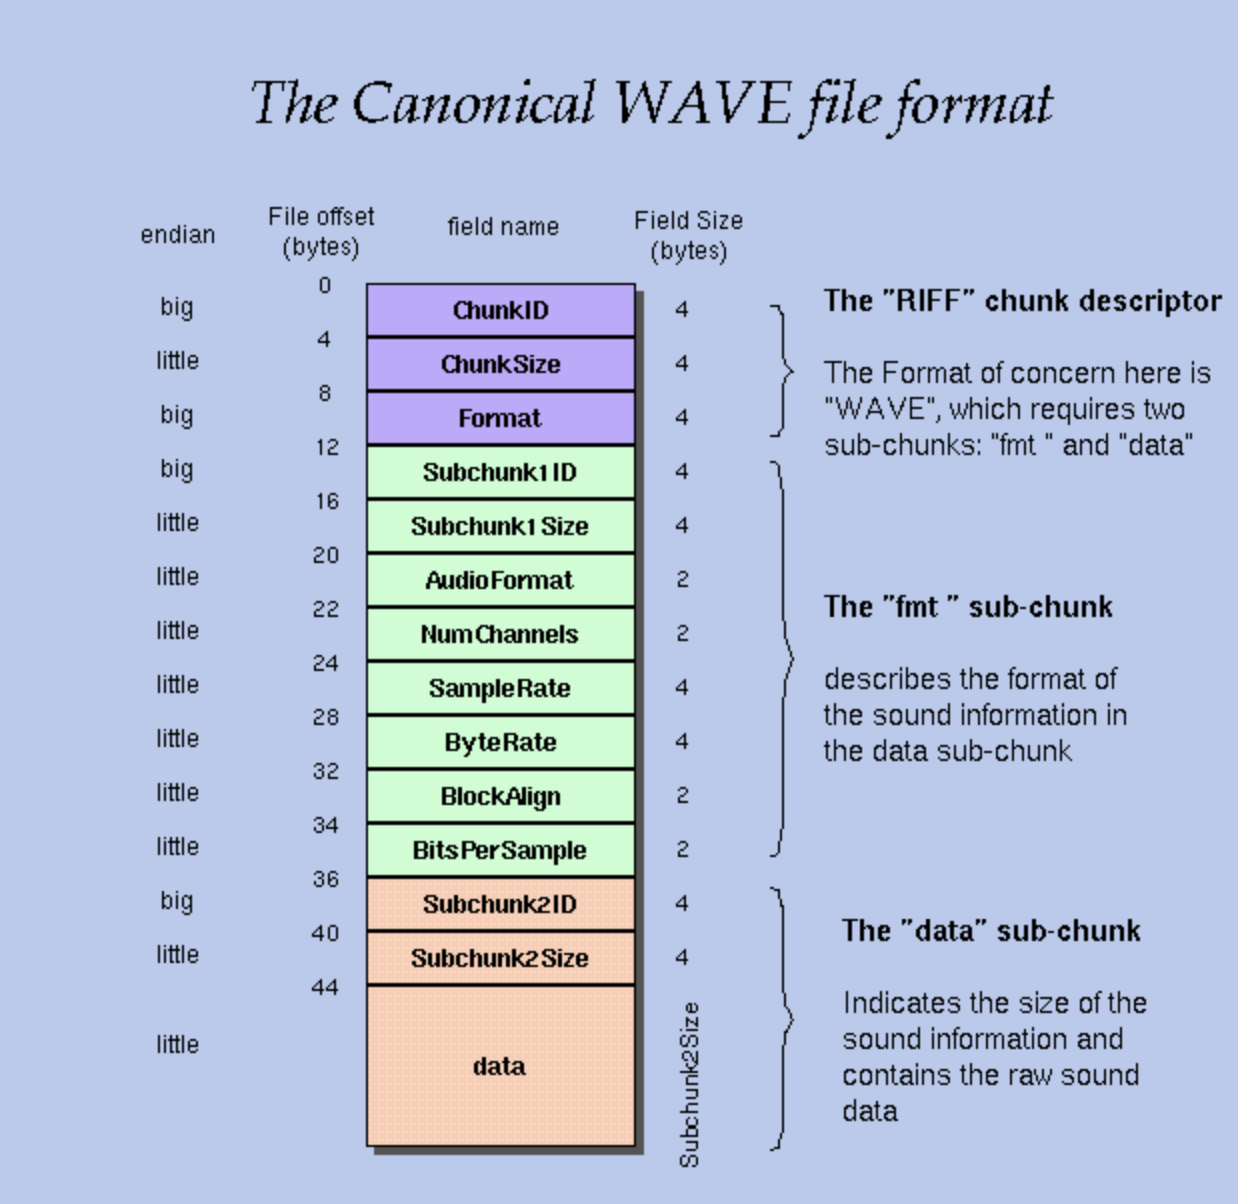 The Canonical WAVE file format
endian
File offset
(bytes)
field name
Field Size
(bytes)
0
big
ChunkID
4
4
little
ChunkSize
4
8
big
Format
4
12
big
Subchunk1ID
4
16
little
Subchunk1Size
4
20
little
AudioFormat
2
22
little
NumChannels
2
24
little
SampleRate
4
28
little
ByteRate
4
32
little
BlockAlign
2
34
little
BitsPerSample
2
36
big
Subchunk2ID
4
40
little
Subchunk2Size
4
44
little
data
Subchunk2Size
The "RIFF" chunk descriptor
The Format of concern here is
"WAVE", which requires two
sub-chunks: "fmt " and "data"
The "fmt " sub-chunk
describes the format of
the sound information in
the data sub-chunk
The "data" sub-chunk
Indicates the size of the
sound information and
contains the raw sound
data